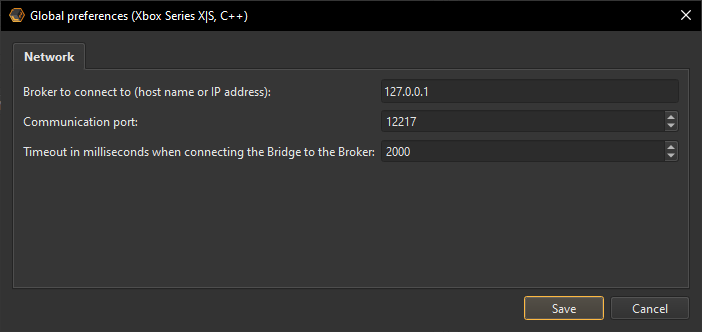 Global preferences (Xbox Series X|S, C++)
Network
Broker to connect to (host name or IP address): 127.0.0.1
Communication port: 12217
Timeout in milliseconds when connecting the Bridge to the Broker: 2000
Save Cancel